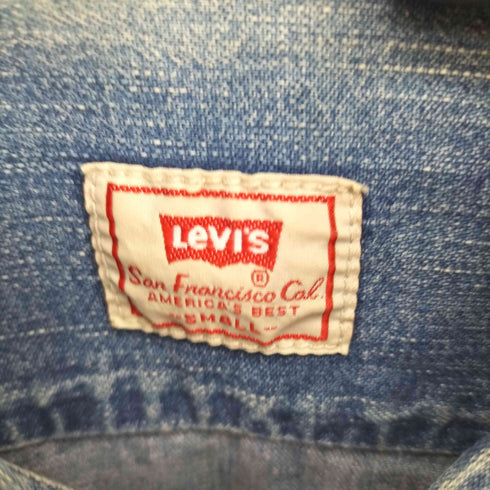 LeVI'S
®
San Francisco Cal.
AMERICA'S BEST
-SMALL-